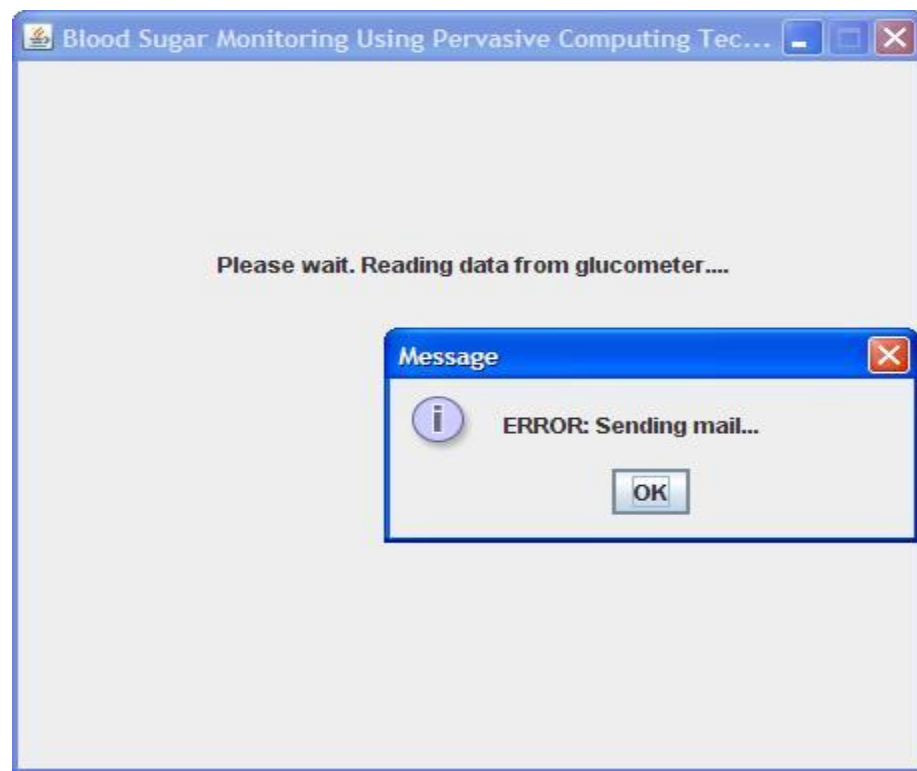 Blood Sugar Monitoring Using Pervasive Computing Tec...
Please wait. Reading data from glucometer....
Message
ERROR: Sending mail...
OK